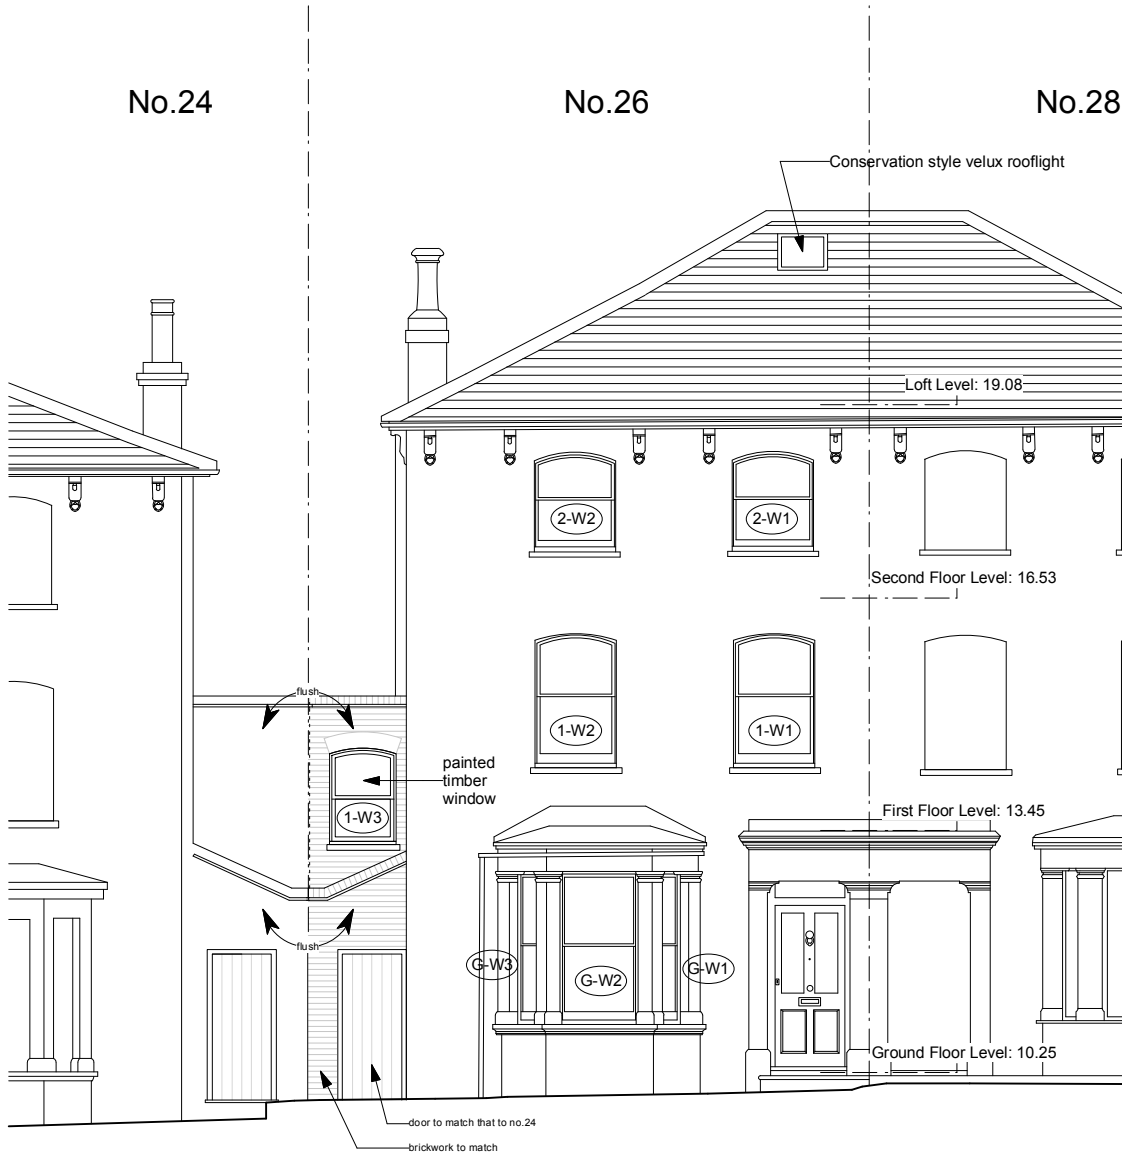 No.24
No.26
No.28
Conservation style velux rooflight
Loft Level: 19.08
2-W2
2-W1
Second Floor Level: 16.53
flush
1-W2
1-W1
painted
timber
window
1-W3
First Floor Level: 13.45
flush
G-W3
G-W2
G-W1
Ground Floor Level: 10.25
door to match that to no.24
brickwork to match